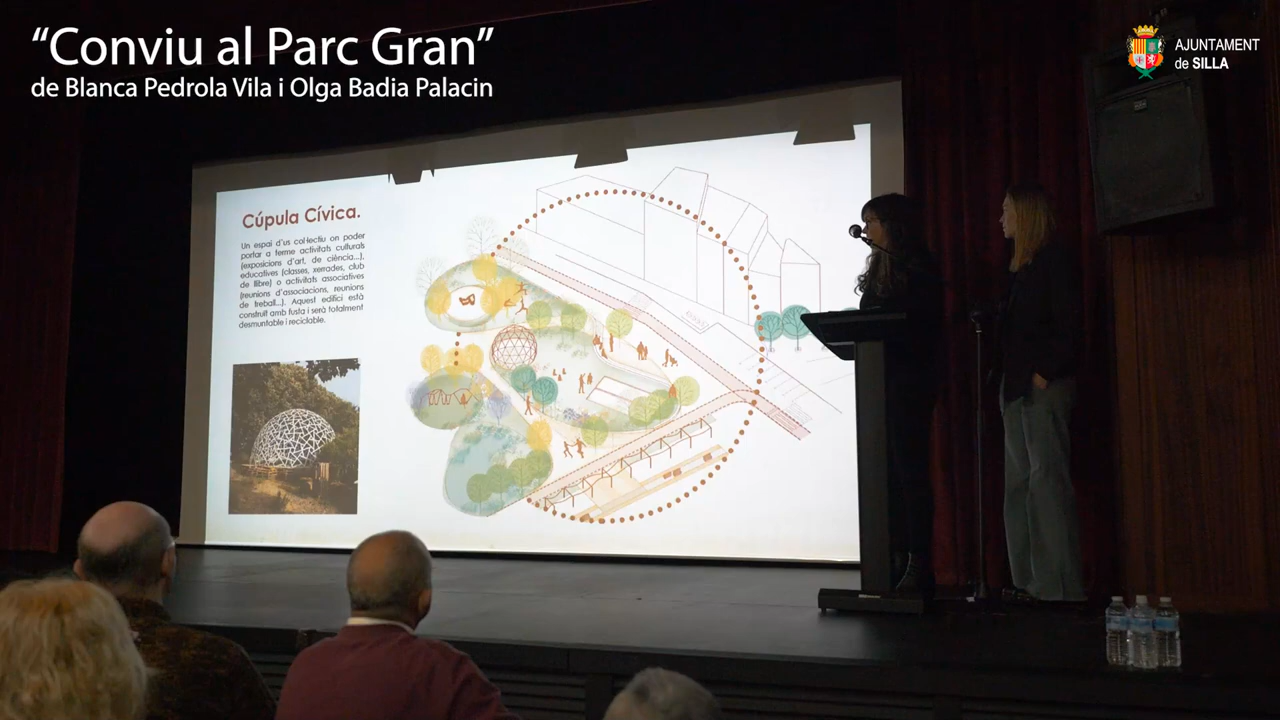 “Conviu al Parc Gran”
de Blanca Pedrola Vila i Olga Badia Palacin
AJUNTAMENT
de SILLA
Cúpula Cívica.
Un espai d'us col·lectiu on poder
portar a terme activitats culturals
(exposicions d'art, de ciència...),
educatives (classes, xerrades, club
de llibre) o activitats associatives
(reunions d'associacions, reunions
de treball...). Aquest edifici està
construït amb fusta i serà totalment
desmuntable i reciclable.